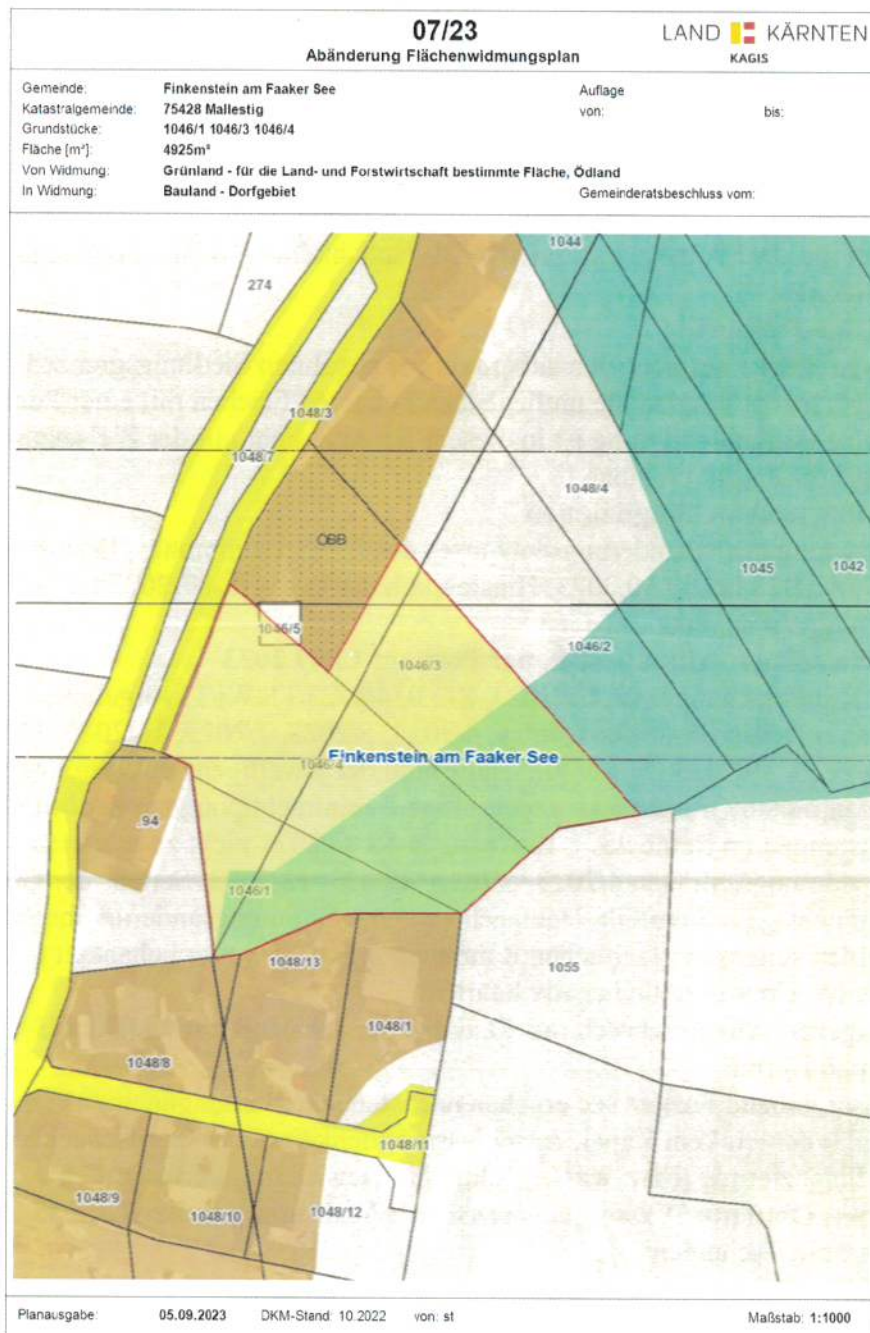 07/23
Abänderung Flächenwidmungsplan
LAND KÄRNTEN
KAGIS
Gemeinde: Finkenstein am Faaker See Auflage
Katastralgemeinde: 75428 Mallestig von: bis:
Grundstücke: 1046/1 1046/3 1046/4
Fläche [m²]: 4925m²
Von Widmung: Grünland - für die Land- und Forstwirtschaft bestimmte Fläche, Ödland
In Widmung: Bauland - Dorfgebiet Gemeinderatsbeschluss vom:
1044
274
1048/3
1048/7
1048/4
ÖBB
1045
1042
1046/5
1046/2
1046/3
Finkenstein am Faaker See
1046/4
.94
1046/1
1048/13
1055
1048/1
1048/8
1048/11
1048/9
1048/10
1048/12
Planausgabe: 05.09.2023 DKM-Stand: 10.2022 von: st Maßstab: 1:1000